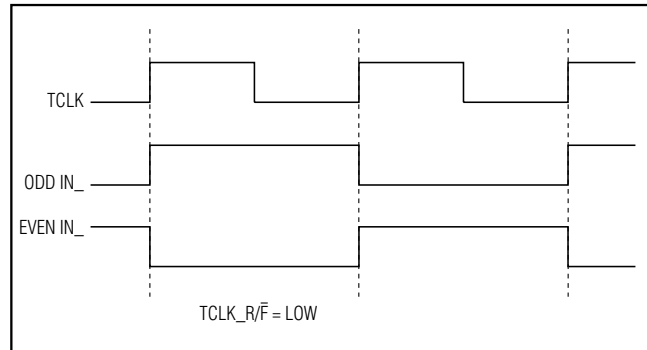 TCLK
ODD IN_
EVEN IN_
TCLK_R/F̅ = LOW